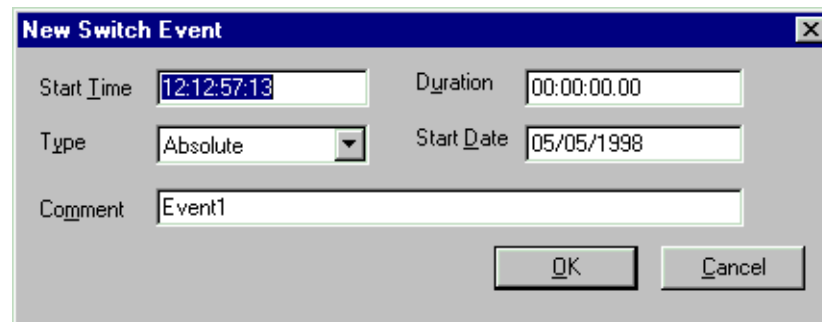 New Switch Event
Start Time 12:12:57:13 Duration 00:00:00.00
Type Absolute Start Date 05/05/1998
Comment Event1
OK Cancel